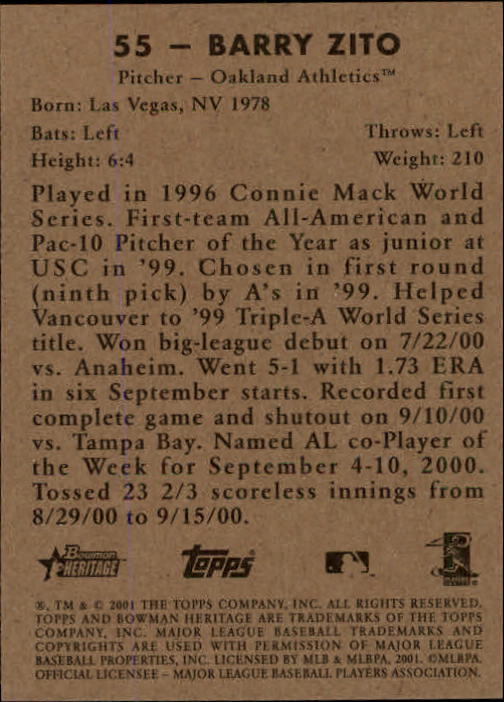 55 – BARRY ZITO
Pitcher – Oakland Athletics™
Born: Las Vegas, NV 1978
Bats: Left Throws: Left
Height: 6:4 Weight: 210
Played in 1996 Connie Mack World
Series. First-team All-American and
Pac-10 Pitcher of the Year as junior at
USC in ’99. Chosen in first round
(ninth pick) by A’s in ’99. Helped
Vancouver to ’99 Triple-A World Series
title. Won big-league debut on 7/22/00
vs. Anaheim. Went 5-1 with 1.73 ERA
in six September starts. Recorded first
complete game and shutout on 9/10/00
vs. Tampa Bay. Named AL co-Player of
the Week for September 4-10, 2000.
Tossed 23 2/3 scoreless innings from
8/29/00 to 9/15/00.
Bowman HERITAGE Topps
®, TM & © 2001 THE TOPPS COMPANY, INC. ALL RIGHTS RESERVED.
TOPPS AND BOWMAN HERITAGE ARE TRADEMARKS OF THE TOPPS
COMPANY, INC. MAJOR LEAGUE BASEBALL TRADEMARKS AND
COPYRIGHTS ARE USED WITH PERMISSION OF MAJOR LEAGUE
BASEBALL PROPERTIES, INC. LICENSED BY MLB & MLBPA, 2001. ©MLBPA.
OFFICIAL LICENSEE – MAJOR LEAGUE BASEBALL PLAYERS ASSOCIATION.